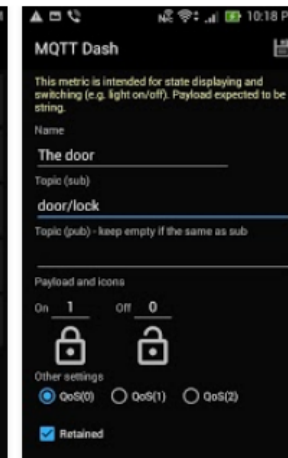 10:18 P
MQTT Dash
This metric is intended for state displaying and
switching (e.g. light on/off). Payload expected to be
string.
Name
The door
Topic (sub)
door/lock
Topic (pub) - keep empty if the same as sub
Payload and icons
On 1 Off 0
Other settings
QoS(0) QoS(1) QoS(2)
Retained